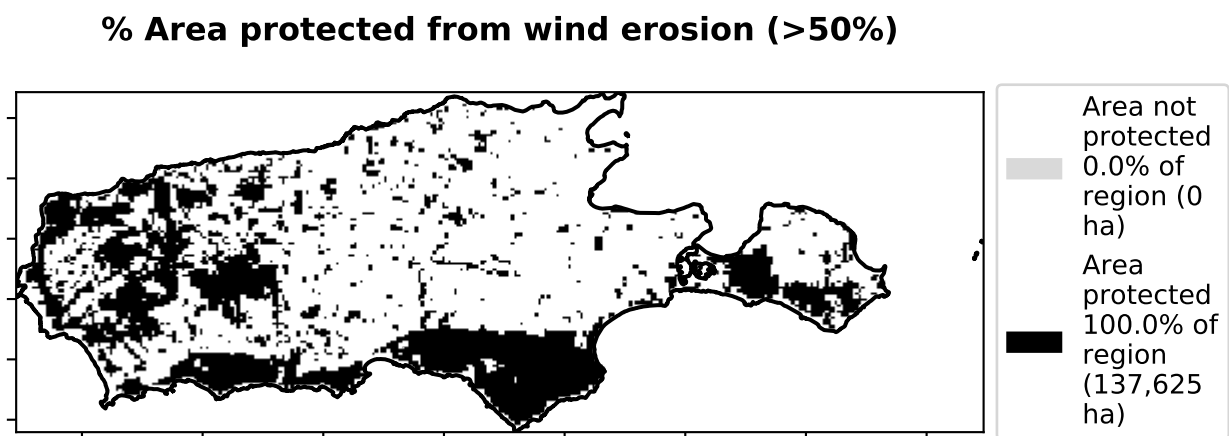 % Area protected from wind erosion (>50%)
Area not
protected
0.0% of
region (0
ha)
Area
protected
100.0% of
region
(137,625
ha)